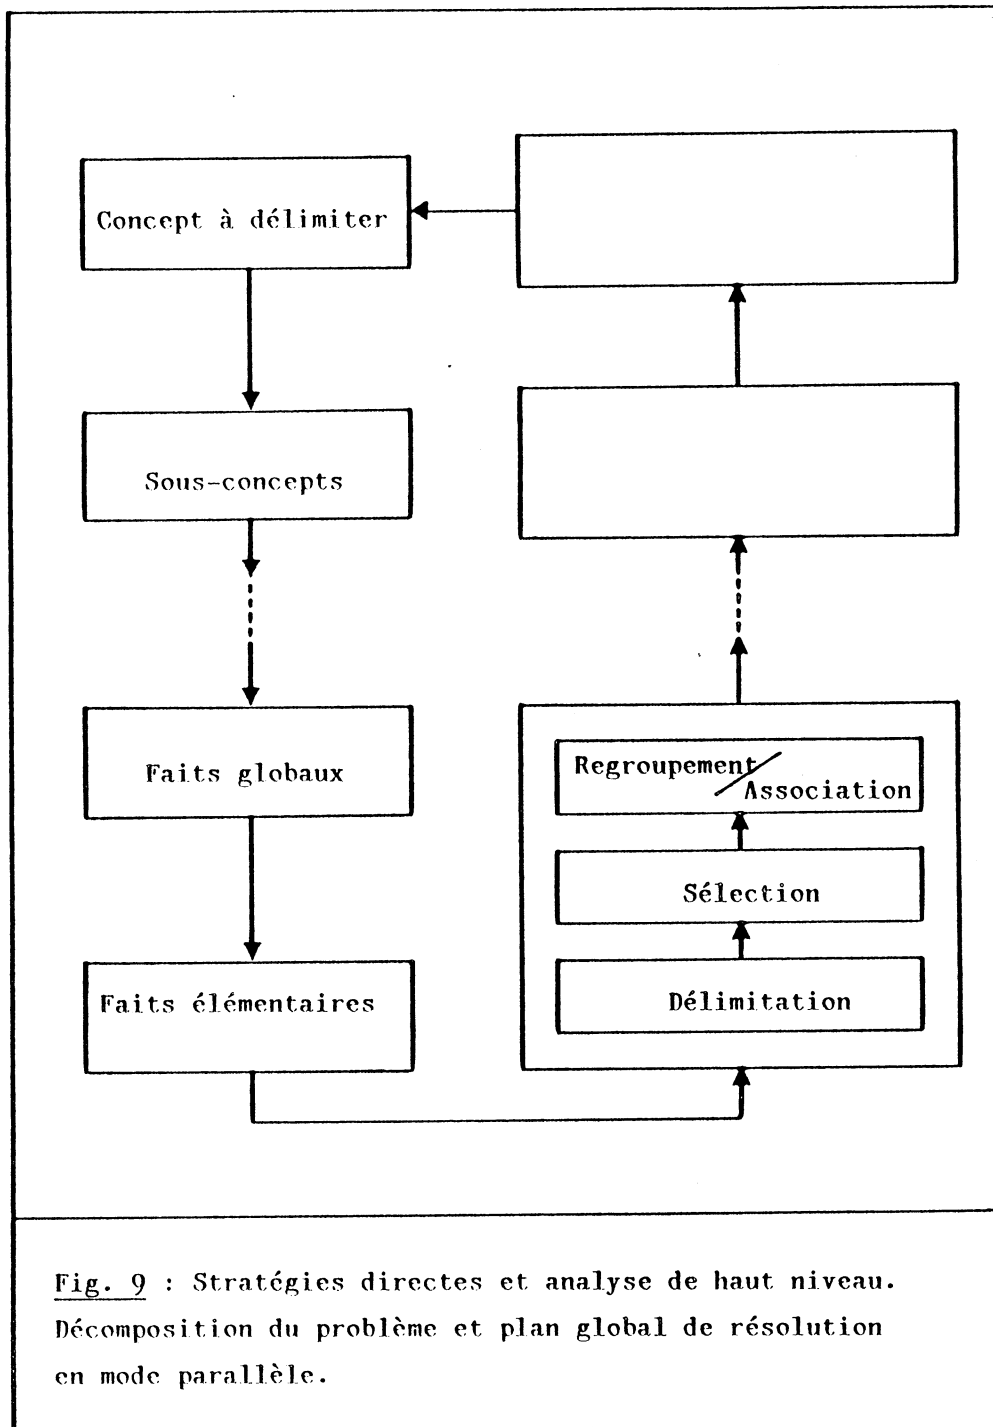 Concept à délimiter
Sous-concepts
Faits globaux
Faits élémentaires
Regroupement/
Association
Sélection
Délimitation
Fig. 9 : Stratégies directes et analyse de haut niveau.
Décomposition du problème et plan global de résolution
en mode parallèle.